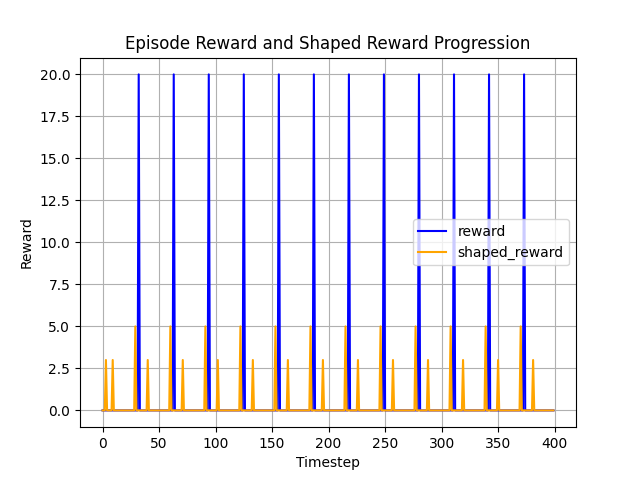 Episode Reward and Shaped Reward Progression
20.0
17.5
15.0
12.5
10.0
7.5
5.0
2.5
0.0
Reward
reward
shaped_reward
0 50 100 150 200 250 300 350 400
Timestep